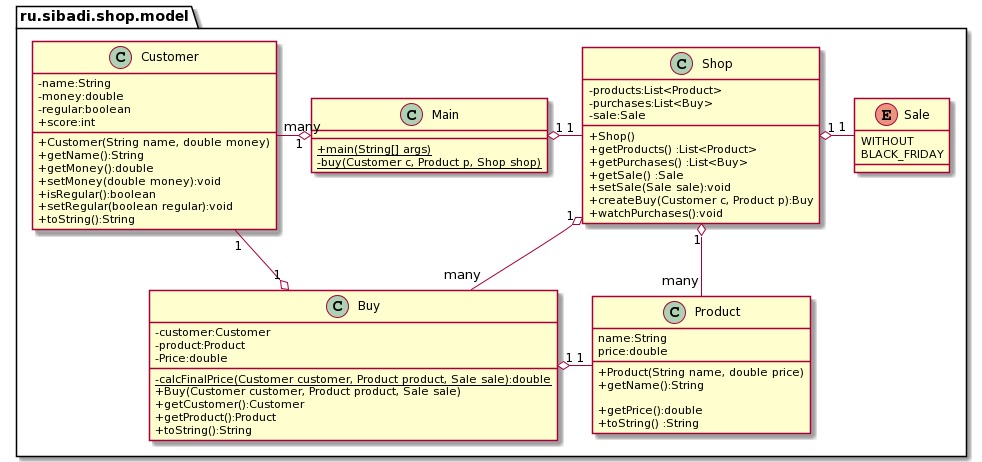 ru.sibadi.shop.model
C Customer
-name:String
-money:double
-regular:boolean
+score:int
+Customer(String name, double money)
+getName():String
+getMoney():double
+setMoney(double money):void
+isRegular():boolean
+setRegular(boolean regular):void
+toString():String
many
1
C Main
+main(String[] args)
-buy(Customer c, Product p, Shop shop)
1 1
C Shop
-products:List<Product>
-purchases:List<Buy>
-sale:Sale
+Shop()
+getProducts() :List<Product>
+getPurchases() :List<Buy>
+getSale() :Sale
+setSale(Sale sale):void
+createBuy(Customer c, Product p):Buy
+watchPurchases():void
1 1
E Sale
WITHOUT
BLACK_FRIDAY
1
1
1
many
1
many
C Buy
-customer:Customer
-product:Product
-Price:double
-calcFinalPrice(Customer customer, Product product, Sale sale):double
+Buy(Customer customer, Product product, Sale sale)
+getCustomer():Customer
+getProduct():Product
+toString():String
1 1
C Product
name:String
price:double
+Product(String name, double price)
+getName():String
+getPrice():double
+toString() :String